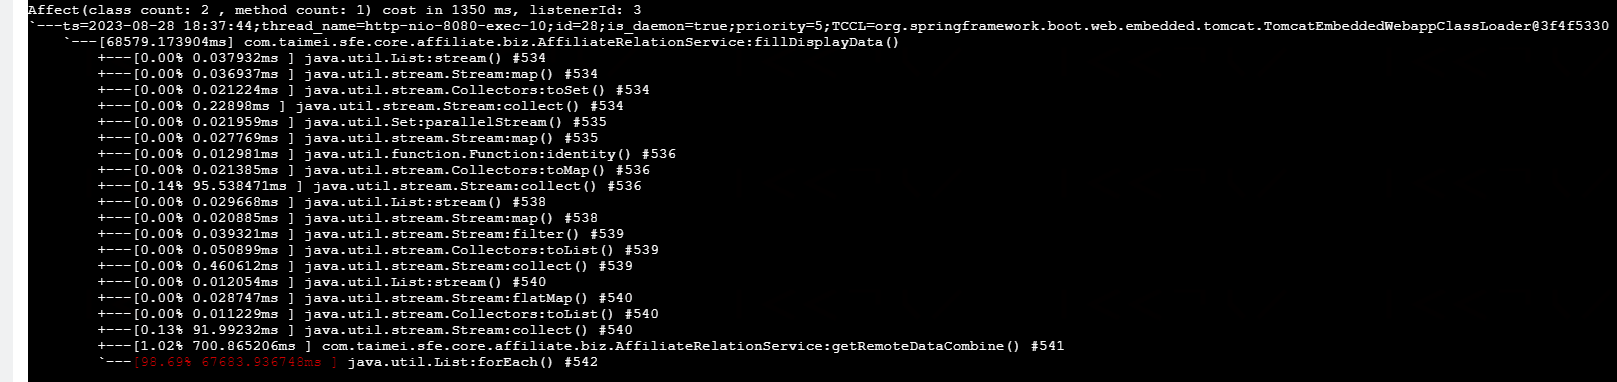 Affect(class count: 2 , method count: 1) cost in 1350 ms, listenerId: 3
`---ts=2023-08-28 18:37:44;thread_name=http-nio-8080-exec-10;id=28;is_daemon=true;priority=5;TCCL=org.springframework.boot.web.embedded.tomcat.TomcatEmbeddedWebappClassLoader@3f4f5330
`---[68579.173904ms] com.taimei.sfe.core.affiliate.biz.AffiliateRelationService:fillDisplayData()
+---[0.00% 0.037932ms ] java.util.List:stream() #534
+---[0.00% 0.036937ms ] java.util.stream.Stream:map() #534
+---[0.00% 0.021224ms ] java.util.stream.Collectors:toSet() #534
+---[0.00% 0.22898ms ] java.util.stream.Stream:collect() #534
+---[0.00% 0.021959ms ] java.util.Set:parallelStream() #535
+---[0.00% 0.027769ms ] java.util.stream.Stream:map() #535
+---[0.00% 0.012981ms ] java.util.function.Function:identity() #536
+---[0.00% 0.021385ms ] java.util.stream.Collectors:toMap() #536
+---[0.14% 95.538471ms ] java.util.stream.Stream:collect() #536
+---[0.00% 0.029668ms ] java.util.List:stream() #538
+---[0.00% 0.020885ms ] java.util.stream.Stream:map() #538
+---[0.00% 0.039321ms ] java.util.stream.Stream:filter() #539
+---[0.00% 0.050899ms ] java.util.stream.Collectors:toList() #539
+---[0.00% 0.460612ms ] java.util.stream.Stream:collect() #539
+---[0.00% 0.012054ms ] java.util.List:stream() #540
+---[0.00% 0.028747ms ] java.util.stream.Stream:flatMap() #540
+---[0.00% 0.011229ms ] java.util.stream.Collectors:toList() #540
+---[0.13% 91.99232ms ] java.util.stream.Stream:collect() #540
+---[1.02% 700.865206ms ] com.taimei.sfe.core.affiliate.biz.AffiliateRelationService:getRemoteDataCombine() #541
`---[98.69% 67683.936748ms ] java.util.List:forEach() #542